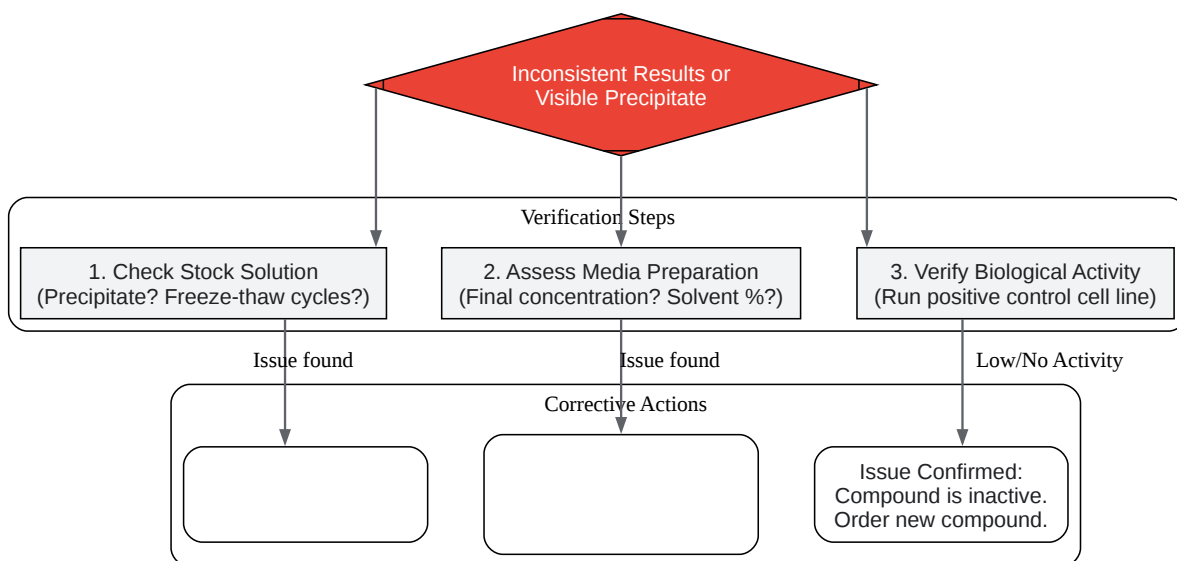 Inconsistent Results or
Visible Precipitate
Verification Steps
1. Check Stock Solution
(Precipitate? Freeze-thaw cycles?)
2. Assess Media Preparation
(Final concentration? Solvent %?)
3. Verify Biological Activity
(Run positive control cell line)
Issue found
Issue found
Low/No Activity
Corrective Actions
Issue Confirmed:
Compound is inactive.
Order new compound.